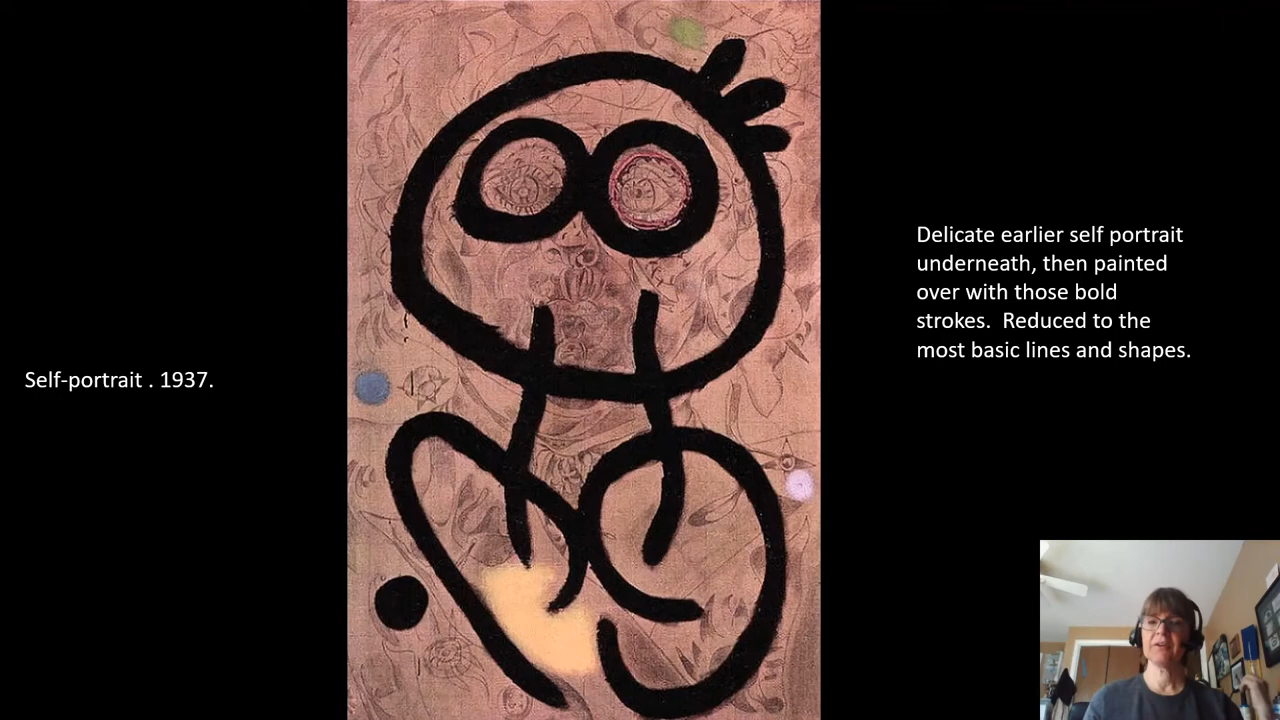 Self-portrait . 1937.
Delicate earlier self portrait
underneath, then painted
over with those bold
strokes.  Reduced to the
most basic lines and shapes.